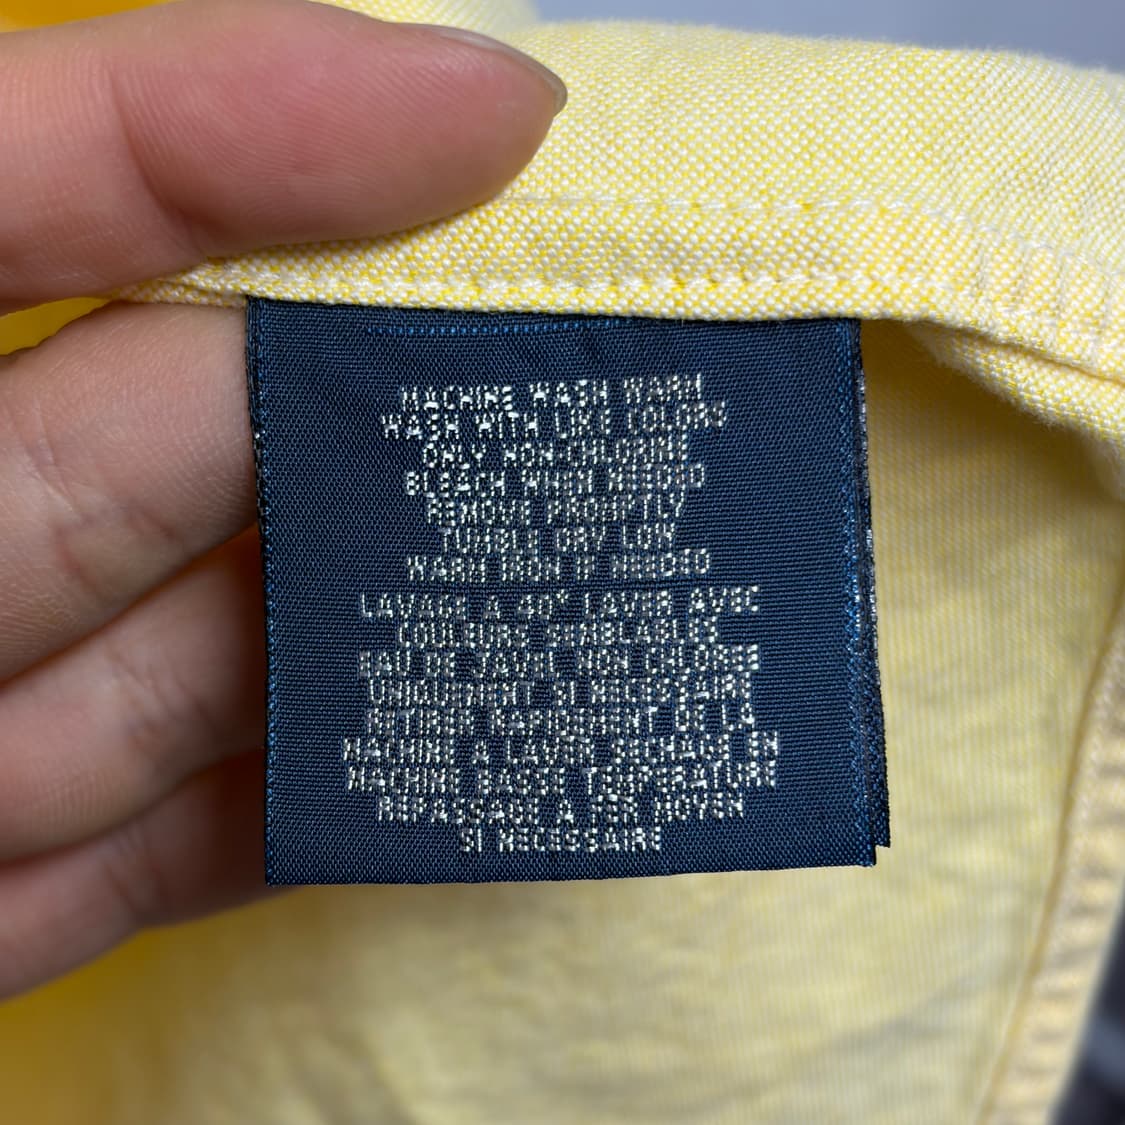 MACHINE WASH WARM
WASH WITH LIKE COLORS
ONLY NON-CHLORINE
BLEACH WHEN NEEDED
REMOVE PROMPTLY
TUMBLE DRY LOW
WARM IRON IF NEEDED
LAVAGE A 40° LAVER AVEC
COULEURS SEMBLABLES
EAU DE JAVEL NON CHLOREE
UNIQUEMENT SI NECESSAIRE
RETIRER RAPIDEMENT DE LA
MACHINE A LAVER SECHAGE EN
MACHINE BASSE TEMPERATURE
REPASSAGE A FER MOYEN
SI NECESSAIRE